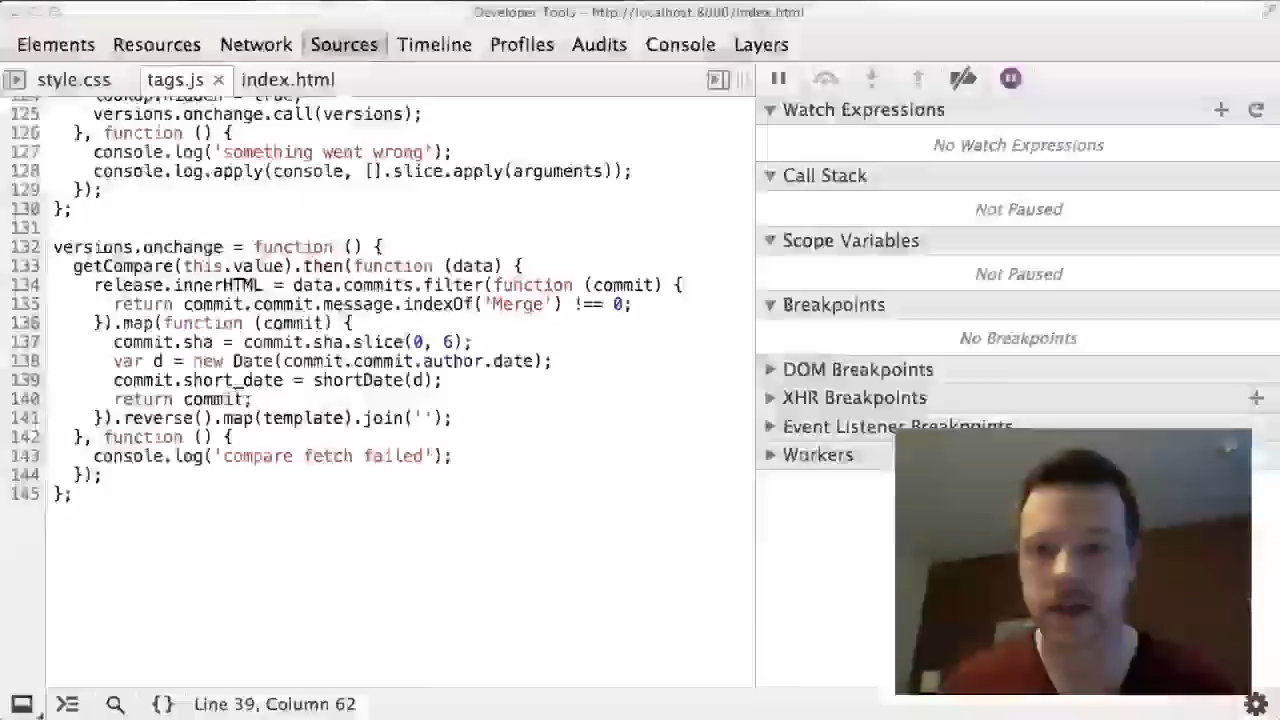 Developer Tools – http://localhost:8000/index.html
Elements Resources Network Sources Timeline Profiles Audits Console Layers
style.css tags.js × index.html
124 lookup.hidden = true;
125 versions.onchange.call(versions);
126 }, function () {
127 console.log('something went wrong');
128 console.log.apply(console, [].slice.apply(arguments));
129 });
130 };
131
132 versions.onchange = function () {
133 getCompare(this.value).then(function (data) {
134 release.innerHTML = data.commits.filter(function (commit) {
135 return commit.commit.message.indexOf('Merge') !== 0;
136 }).map(function (commit) {
137 commit.sha = commit.sha.slice(0, 6);
138 var d = new Date(commit.commit.author.date);
139 commit.short_date = shortDate(d);
140 return commit;
141 }).reverse().map(template).join('');
142 }, function () {
143 console.log('compare fetch failed');
144 });
145 };
Watch Expressions
No Watch Expressions
Call Stack
Not Paused
Scope Variables
Not Paused
Breakpoints
No Breakpoints
DOM Breakpoints
XHR Breakpoints
Event Listener Breakpoints
Workers
{} Line 39, Column 62